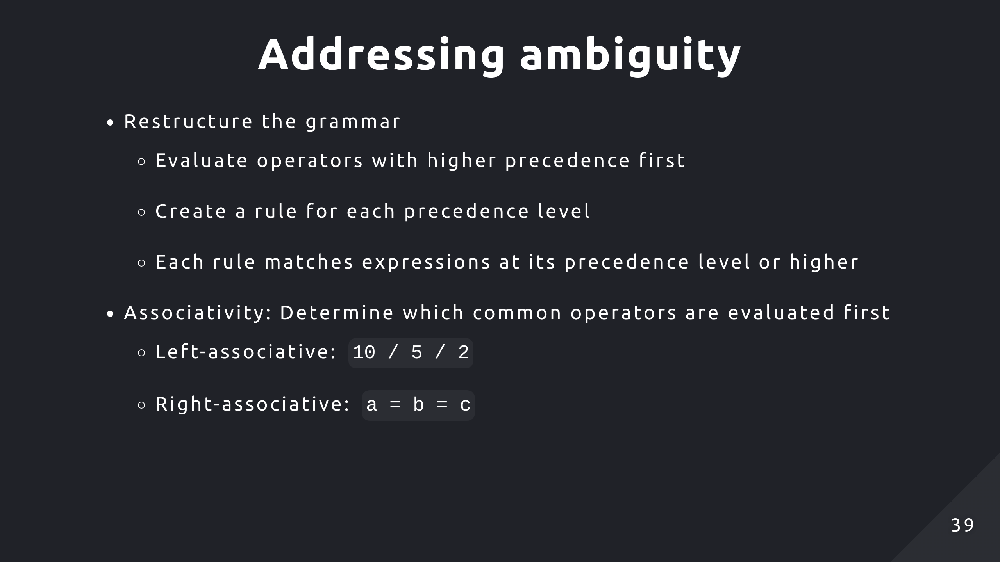 Addressing ambiguity
Restructure the grammar
Evaluate operators with higher precedence first
Create a rule for each precedence level
Each rule matches expressions at its precedence level or higher
Associativity: Determine which common operators are evaluated first
Left-associative: 10 / 5 / 2
Right-associative: a = b = c
39